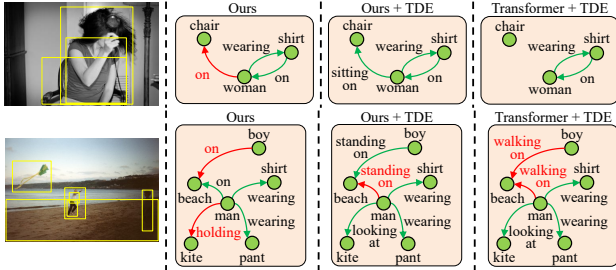 Ours
Ours + TDE
Transformer + TDE
chair
wearing
shirt
on
on
woman
chair
wearing
shirt
sitting
on
on
woman
chair
wearing
shirt
on
woman
Ours
Ours + TDE
Transformer + TDE
on
boy
on
shirt
beach
wearing
man
holding
wearing
kite
pant
standing
on
boy
standing
on
shirt
beach
wearing
man
looking
at
wearing
kite
pant
walking
on
boy
walking
on
shirt
beach
wearing
man
looking
at
wearing
kite
pant